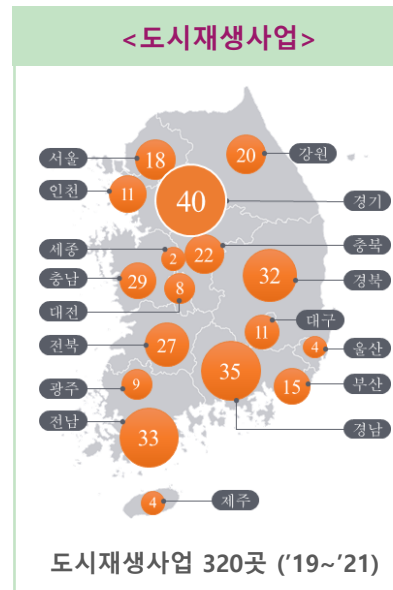 <도시재생사업>
서울
18
20
강원
인천
11
40
경기
세종
2
22
충북
충남
29
8
32
경북
대전
대구
전북
27
11
4
울산
광주
9
35
15
부산
전남
33
경남
4
제주
도시재생사업 320곳 (’19~’21)